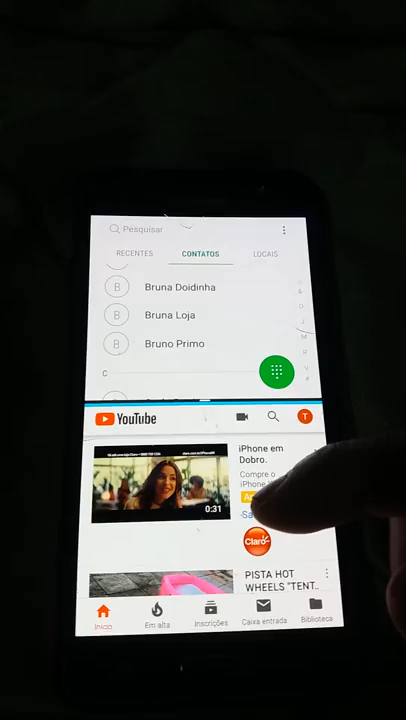 Pesquisar
RECENTES CONTATOS LOCAIS
B Bruna Doidinha
B Bruna Loja
B Bruno Primo
&
D
J
M
R
V
#
C
YouTube
T
iPhone em
Dobro.
Compre o
iPhone
0:31
Claro
PISTA HOT
WHEELS "TENT..
Início Em alta Inscrições Caixa entrada Biblioteca